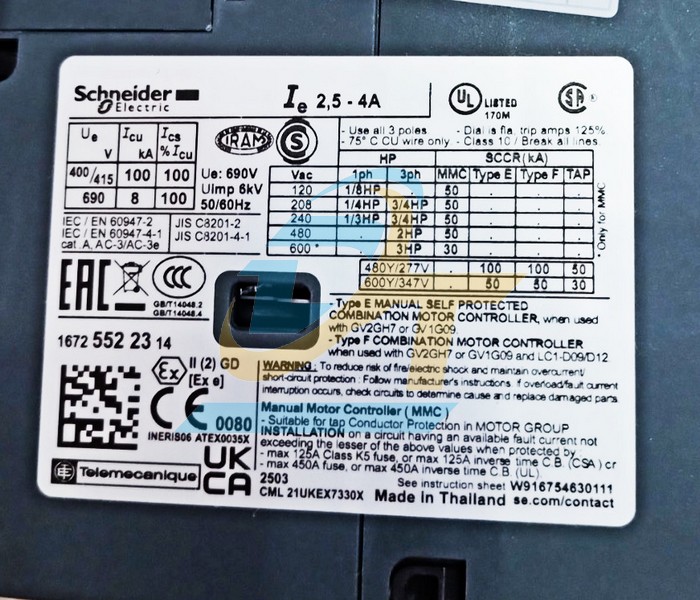 Schneider Electric
Ie 2,5 - 4A
UL LISTED 170M
SA
Ue V Icu kA Ics % Icu
400/415 100 100
690 8 100
Ue: 690V
Uimp 6kV
50/60Hz
IRAM
S
- Use all 3 poles - Dial is fla, trip amps 125%
- 75° C CU wire only - Class 10 / Break all lines.
HP SCCR(kA)
Vac 1ph 3ph MMC Type E Type F TAP
120 1/8HP . 50
208 1/4HP 3/4HP 50
240 1/3HP 3/4HP 50
480 . 2HP 50
600* . 3HP 30
480Y/277V . 100 100 50
600Y/347V . 50 50 30
* Only for MMC
IEC / EN 60947-2 JIS C8201-2
IEC / EN 60947-4-1 JIS C8201-4-1
cat. A, AC-3/AC-3e
EAC
CCC
GB/T14048.2
GB/T14048.4
- Type E MANUAL SELF PROTECTED
COMBINATION MOTOR CONTROLLER, when used
with GV2GH7 or GV1G09.
- Type F COMBINATION MOTOR CONTROLLER
when used with GV2GH7 or GV1G09 and LC1-D09/D12
1672 552 23 14
Ex II (2) GD
[Ex e]
CE 0080
INERIS06 ATEX0035X
WARNING : To reduce risk of fire/electric shock and maintain overcurrent/
short-circuit protection : Follow manufacturer's instructions. If overload/fault current
interruption occurs, check circuits to determine cause and replace damaged parts.
Manual Motor Controller ( MMC )
- Suitable for tap Conductor Protection in MOTOR GROUP
INSTALLATION on a circuit having an available fault current not
exceeding the lesser of the above values when protected by :
- max 125A Class K5 fuse, or max 125A inverse time C.B. (CSA) or
- max 450A fuse, or max 450A inverse time C.B. (UL)
See instruction sheet W916754630111
Telemecanique
UK
CA
2503
CML 21UKEX7330X
Made in Thailand se.com/contact